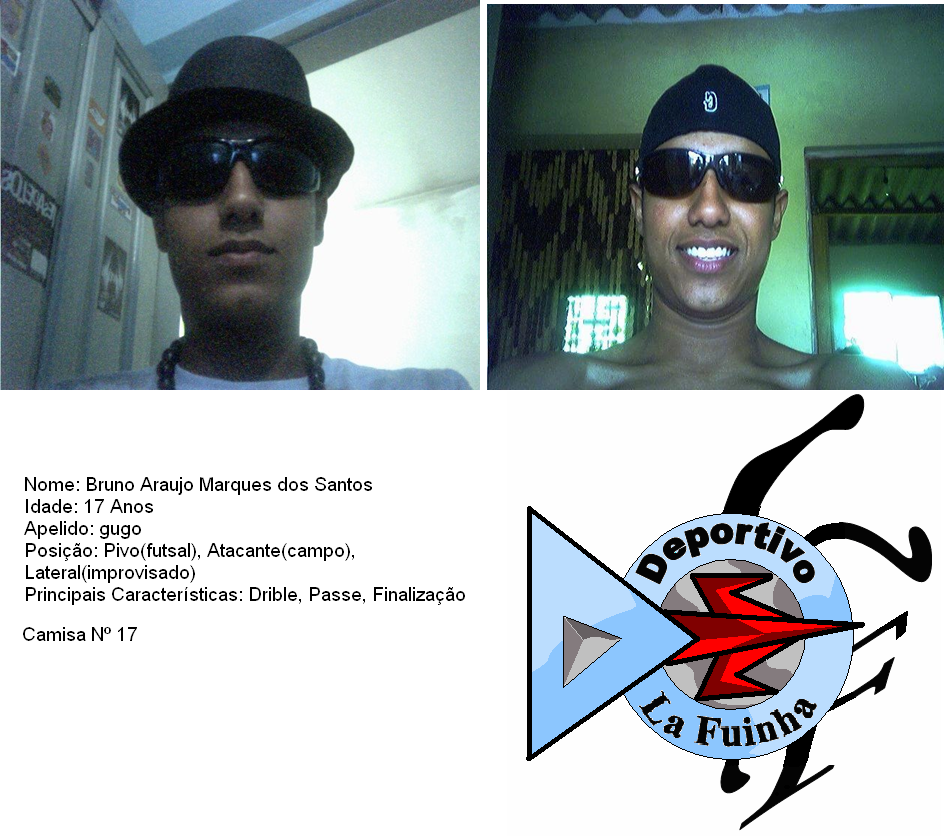 Nome: Bruno Araujo Marques dos Santos
Idade: 17 Anos
Apelido: gugo
Posição: Pivo(futsal), Atacante(campo),
Lateral(improvisado)
Principais Características: Drible, Passe, Finalização
Camisa Nº 17
Deportivo
La Fuinha